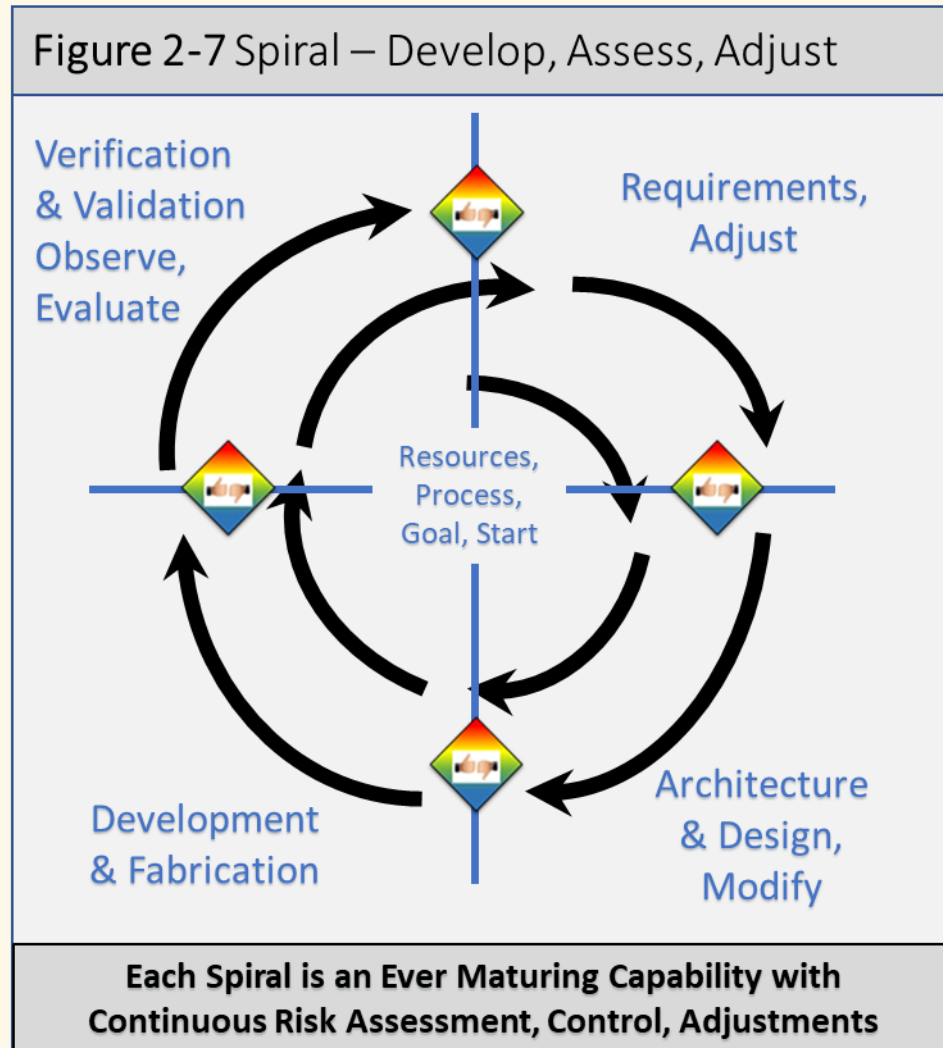 Figure 2-7 Spiral – Develop, Assess, Adjust
Verification
& Validation
Observe,
Evaluate
Requirements,
Adjust
Resources,
Process,
Goal, Start
Development
& Fabrication
Architecture
& Design,
Modify
Each Spiral is an Ever Maturing Capability with
Continuous Risk Assessment, Control, Adjustments